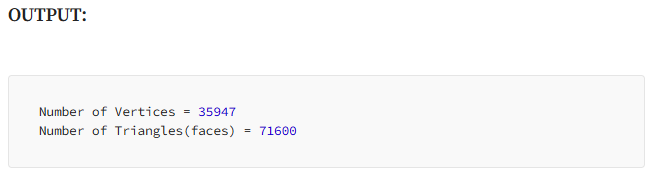 OUTPUT:
Number of Vertices = 35947
Number of Triangles(faces) = 71600